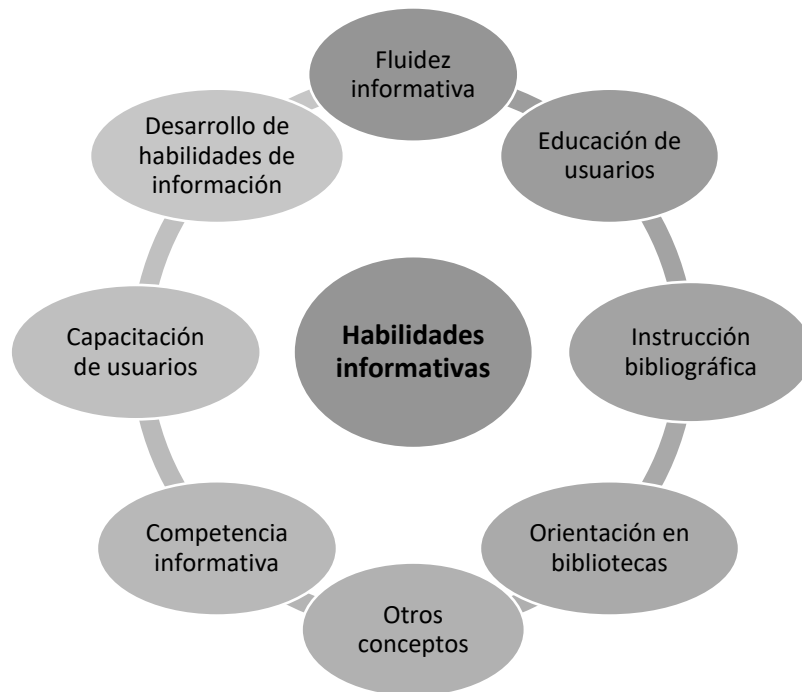 Fluidez
informativa
Educación de
usuarios
Instrucción
bibliográfica
Orientación en
bibliotecas
Otros
conceptos
Competencia
informativa
Capacitación
de usuarios
Desarrollo de
habilidades de
información
Habilidades
informativas